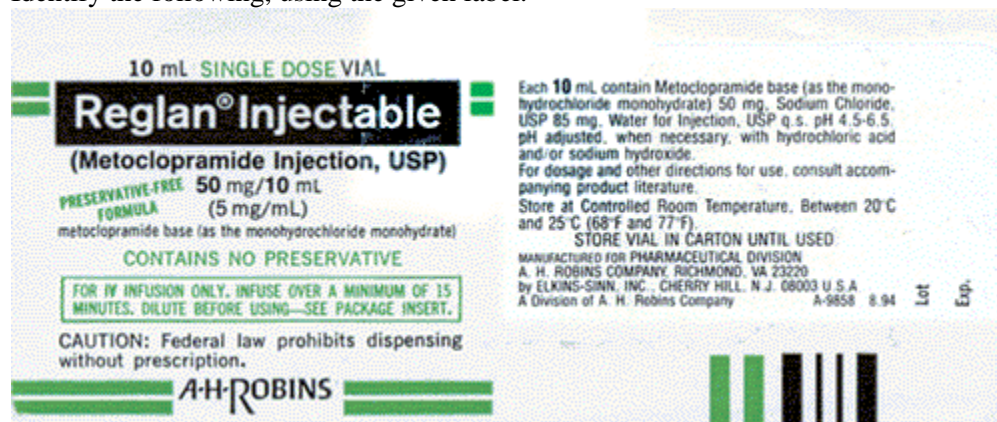 Identify the following, using the given label.
10 mL SINGLE DOSE VIAL
Reglan® Injectable
(Metoclopramide Injection, USP)
PRESERVATIVE-FREE
FORMULA
50 mg/10 mL
(5 mg/mL)
metoclopramide base (as the monohydrochloride monohydrate)
CONTAINS NO PRESERVATIVE
FOR IV INFUSION ONLY. INFUSE OVER A MINIMUM OF 15
MINUTES. DILUTE BEFORE USING—SEE PACKAGE INSERT.
CAUTION: Federal law prohibits dispensing
without prescription.
A·H·ROBINS
Each 10 mL contain Metoclopramide base (as the mono-
hydrochloride monohydrate) 50 mg, Sodium Chloride,
USP 85 mg, Water for Injection, USP q.s. pH 4.5-6.5.
pH adjusted, when necessary, with hydrochloric acid
and/or sodium hydroxide.
For dosage and other directions for use, consult accom-
panying product literature.
Store at Controlled Room Temperature, Between 20°C
and 25°C (68°F and 77°F).
STORE VIAL IN CARTON UNTIL USED
MANUFACTURED FOR PHARMACEUTICAL DIVISION
A. H. ROBINS COMPANY, RICHMOND, VA 23220
by ELKINS-SINN, INC., CHERRY HILL, N.J. 08003 U.S.A
A Division of A. H. Robins Company A-9858 8.94
Lot
Exp.